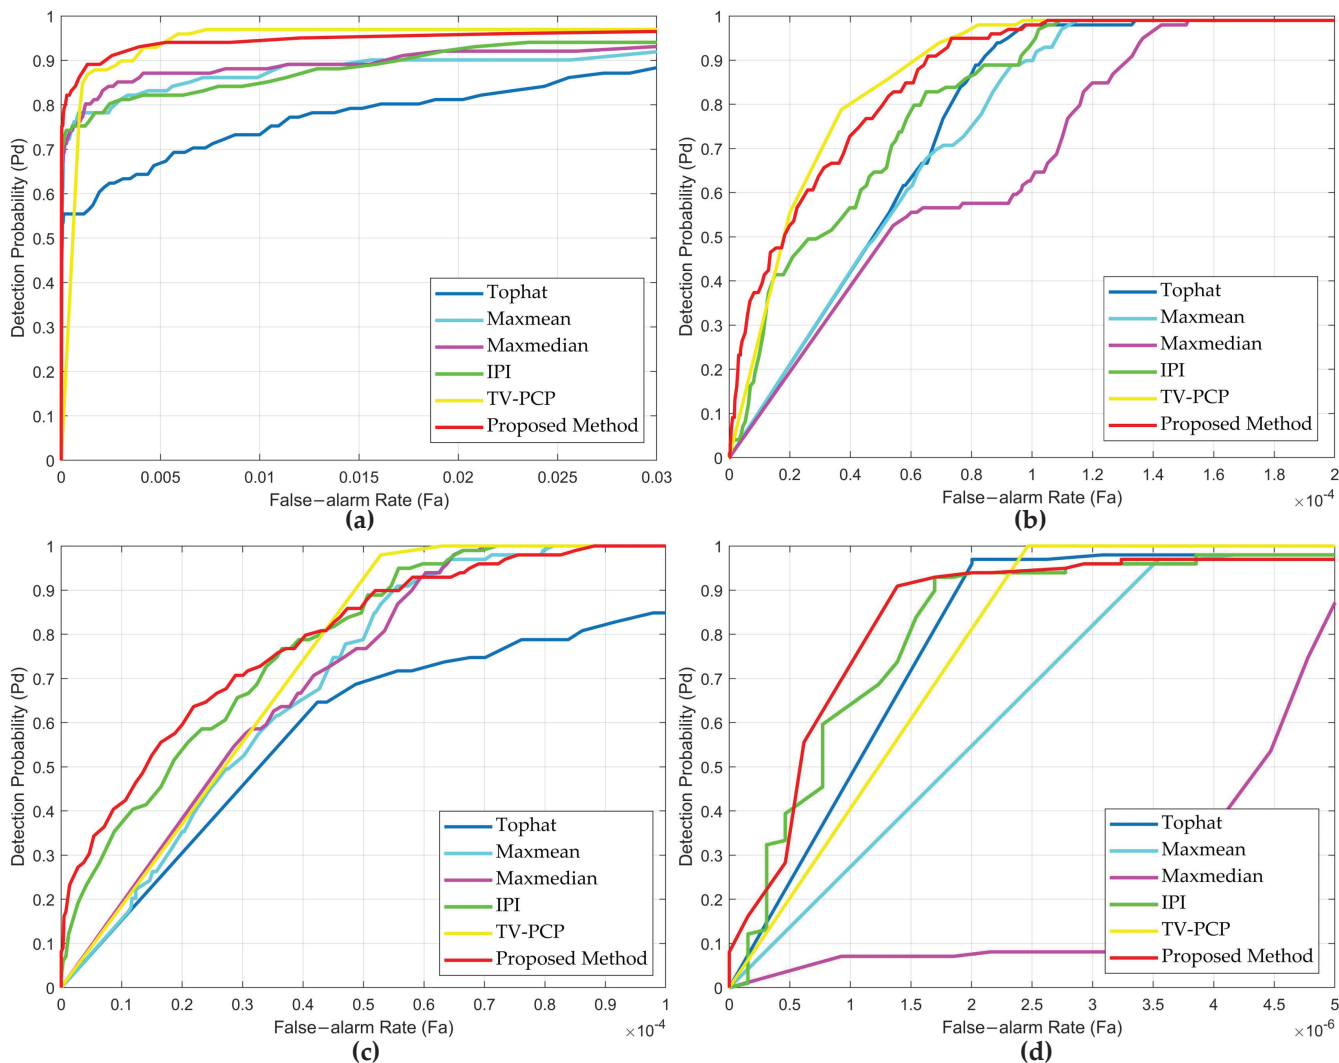 1
0.9
0.8
0.7
0.6
0.5
0.4
0.3
0.2
0.1
0
Detection Probability (Pd)
Tophat
Maxmean
Maxmedian
IPI
TV-PCP
Proposed Method
0 0.005 0.01 0.015 0.02 0.025 0.03
False−alarm Rate (Fa)
(a)
1
0.9
0.8
0.7
0.6
0.5
0.4
0.3
0.2
0.1
0
Detection Probability (Pd)
Tophat
Maxmean
Maxmedian
IPI
TV-PCP
Proposed Method
0 0.2 0.4 0.6 0.8 1 1.2 1.4 1.6 1.8 2
False−alarm Rate (Fa) ×10⁻⁴
(b)
1
0.9
0.8
0.7
0.6
0.5
0.4
0.3
0.2
0.1
0
Detection Probability (Pd)
Tophat
Maxmean
Maxmedian
IPI
TV-PCP
Proposed Method
0 0.1 0.2 0.3 0.4 0.5 0.6 0.7 0.8 0.9 1
False−alarm Rate (Fa) ×10⁻⁴
(c)
1
0.9
0.8
0.7
0.6
0.5
0.4
0.3
0.2
0.1
0
Detection Probability (Pd)
Tophat
Maxmean
Maxmedian
IPI
TV-PCP
Proposed Method
0 0.5 1 1.5 2 2.5 3 3.5 4 4.5 5
False−alarm Rate (Fa) ×10⁻⁶
(d)